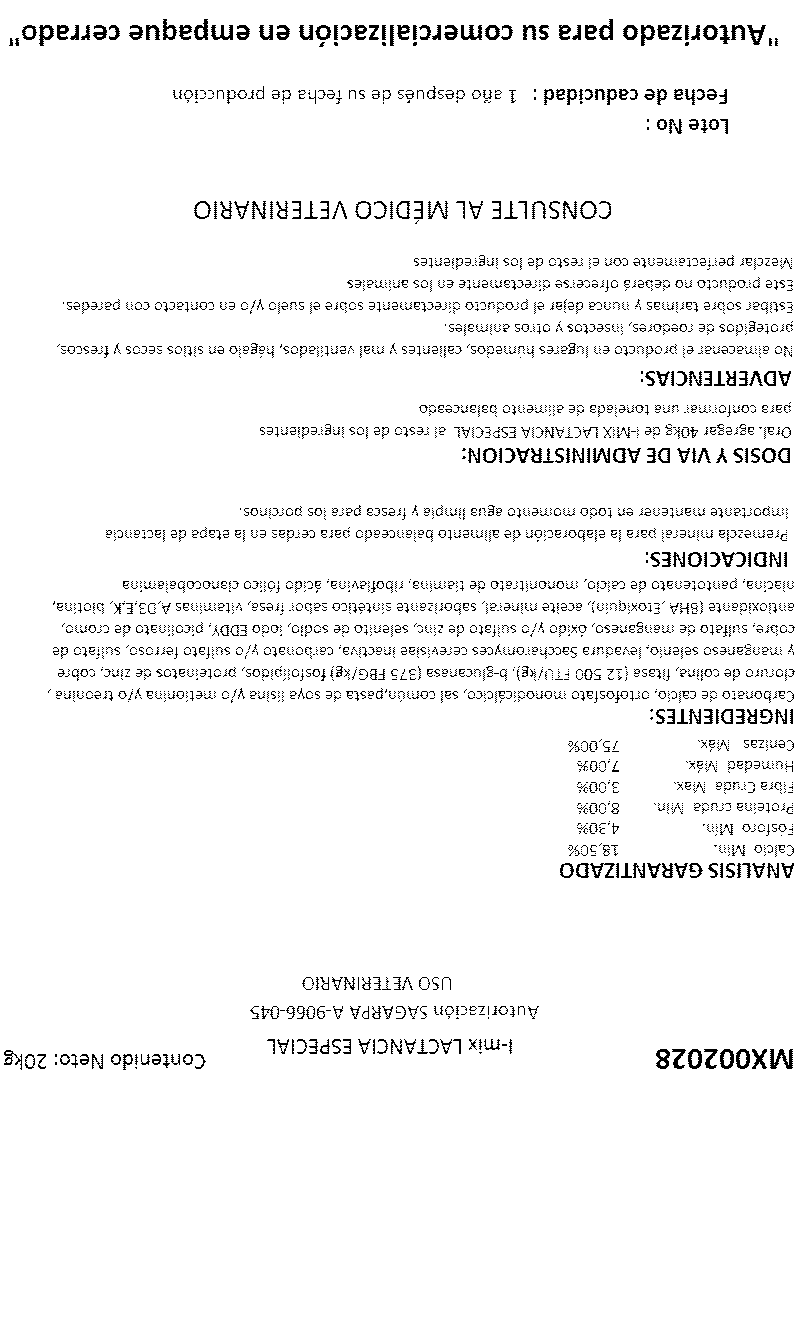 MX002028
I-mix LACTANCIA ESPECIAL
Contenido Neto: 20kg
Autorización SAGARPA A-9066-045
USO VETERINARIO
ANALISIS GARANTIZADO
Calcio Mín. 18,50%
Fósforo Mín. 4,30%
Proteína cruda Mín. 8,00%
Fibra Cruda Max. 3,00%
Humedad Máx. 7,00%
Cenizas Máx. 75,00%
INGREDIENTES:
Carbonato de calcio, ortofosfato monodicálcico, sal común,pasta de soya lisina y/o metionina y/o treonina ,
cloruro de colina, fitasa (12 500 FTU/kg), b-glucanasa (375 FBG/kg) fosfolípidos, proteinatos de zinc, cobre
y manganeso selenio, levadura Saccharomyces cerevisiae inactiva, carbonato y/o sulfato ferroso, sulfato de
cobre, sulfato de manganeso, óxido y/o sulfato de zinc, selenito de sodio, iodo EDDY, picolinato de cromo,
antioxidante (BHA ,Etoxiquin), aceite mineral, saborizante sintético sabor fresa, vitaminas A,D3,E,K, biotina,
niacina, pantotenato de calcio, mononitrato de tiamina, riboflavina, ácido fólico cianocobalamina
INDICACIONES:
Premezcla mineral para la elaboración de alimento balanceado para cerdas en la etapa de lactancia
Importante mantener en todo momento agua limpia y fresca para los porcinos.
DOSIS Y VIA DE ADMINISTRACION:
Oral. agregar 40kg de I-MIX LACTANCIA ESPECIAL al resto de los ingredientes
para conformar una tonelada de alimento balanceado
ADVERTENCIAS:
No almacenar el producto en lugares húmedos, calientes y mal ventilados, hágalo en sitios secos y frescos,
protegidos de roedores, insectos y otros animales.
Estibar sobre tarimas y nunca dejar el producto directamente sobre el suelo y/o en contacto con paredes.
Este producto no deberá ofrecerse directamente en los animales
Mezclar perfectamente con el resto de los ingredientes
CONSULTE AL MÉDICO VETERINARIO
Lote No :
Fecha de caducidad : 1 año después de su fecha de producción
"Autorizado para su comercialización en empaque cerrado"